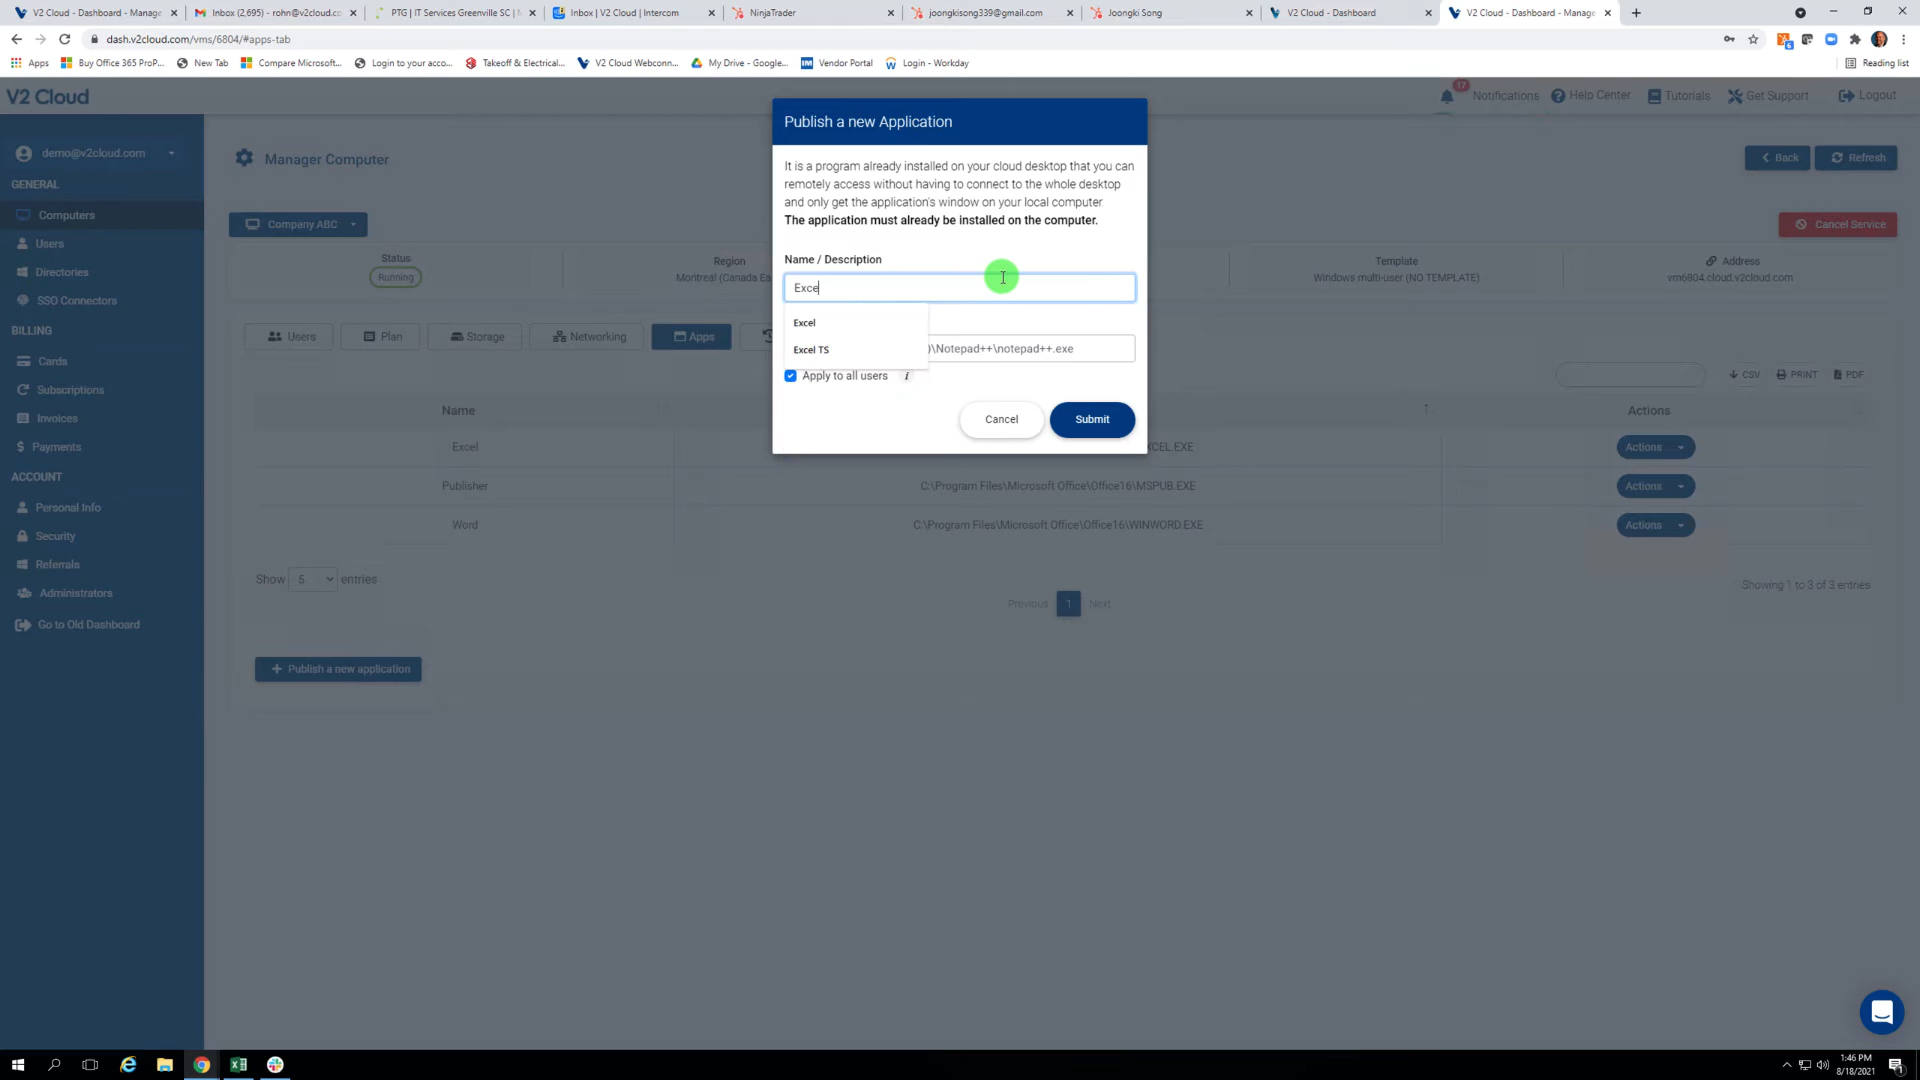 V2 Cloud - Dashboard - Manage
Inbox (2,695) - rohn@v2cloud.co
PTG | IT Services Greenville SC | M
Inbox | V2 Cloud | Intercom
NinjaTrader
joongkisong339@gmail.com
Joongki Song
V2 Cloud - Dashboard
V2 Cloud - Dashboard - Manage
dash.v2cloud.com/vms/6804/#apps-tab
Apps
Buy Office 365 ProP...
New Tab
Compare Microsoft...
Login to your acco...
Takeoff & Electrical...
V2 Cloud Webconn...
My Drive - Google...
Vendor Portal
Login - Workday
Reading list
V2 Cloud
17
Notifications
Help Center
Tutorials
Get Support
Logout
demo@v2cloud.com
GENERAL
Computers
Users
Directories
SSO Connectors
BILLING
Cards
Subscriptions
Invoices
Payments
ACCOUNT
Personal Info
Security
Referrals
Administrators
Go to Old Dashboard
Manager Computer
Back
Refresh
Company ABC
Cancel Service
Status
Running
Region
Montreal (Canada Ea
Template
Windows multi-user (NO TEMPLATE)
Address
vm6804.cloud.v2cloud.com
Users
Plan
Storage
Networking
Apps
CSV
PRINT
PDF
Name
Actions
Excel
XCEL.EXE
Actions
Publisher
C:\Program Files\Microsoft Office\Office16\MSPUB.EXE
Actions
Word
C:\Program Files\Microsoft Office\Office16\WINWORD.EXE
Actions
Show 5 entries
Showing 1 to 3 of 3 entries
Previous 1 Next
+ Publish a new application
Publish a new Application
It is a program already installed on your cloud desktop that you can
remotely access without having to connect to the whole desktop
and only get the application's window on your local computer.
The application must already be installed on the computer.
Name / Description
Exce
Excel
Excel TS
)\Notepad++\notepad++.exe
Apply to all users
i
Cancel
Submit
1:46 PM
8/18/2021